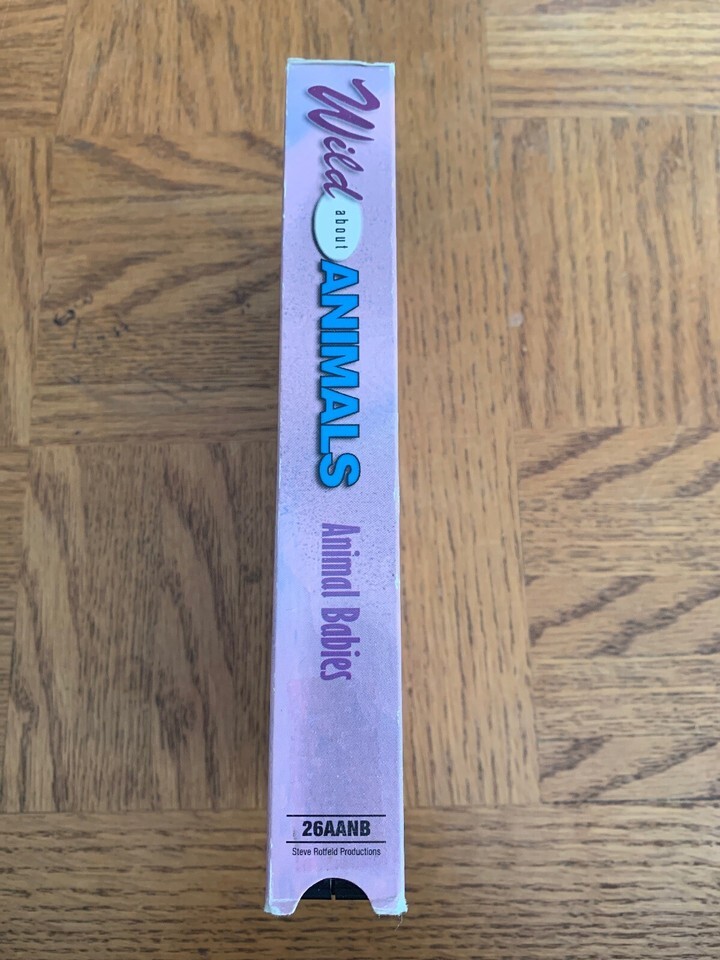 Wild about ANIMALS Animal Babies
26AANB
Steve Rotfeld Productions